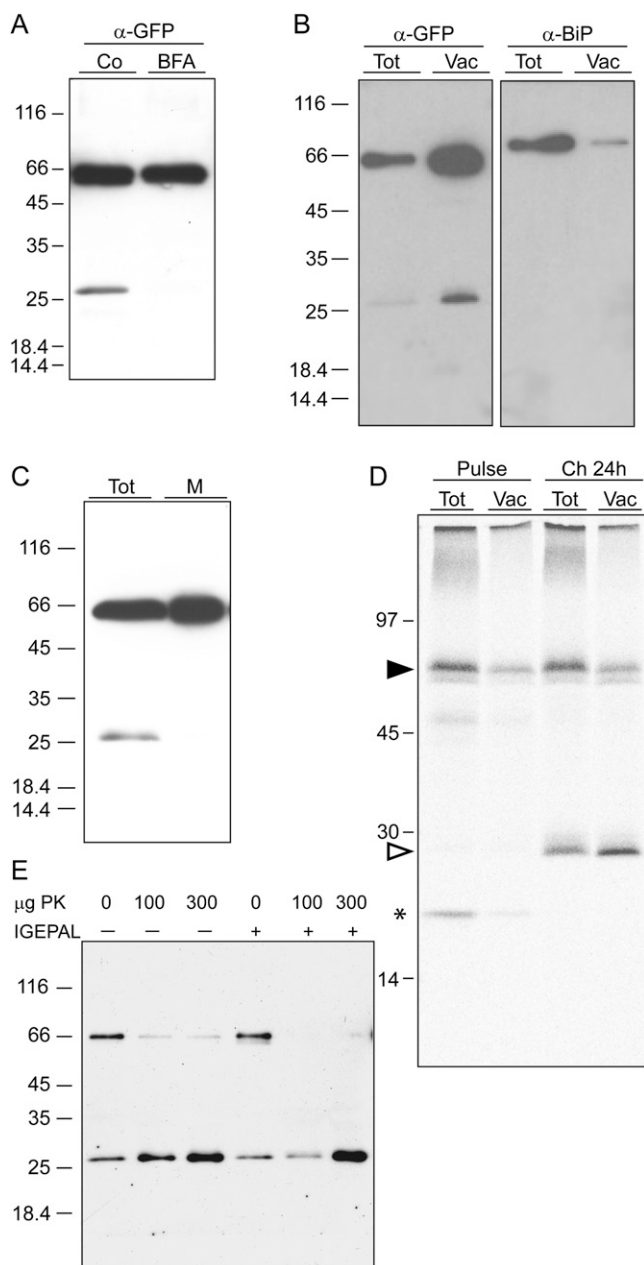 A
α-GFP
Co BFA
116
66
45
35
25
18.4
14.4
B
α-GFP α-BiP
Tot Vac Tot Vac
116
66
45
35
25
18.4
14.4
C
Tot M
116
66
45
35
25
18.4
14.4
D
Pulse Ch 24h
Tot Vac Tot Vac
97
45
30
*
14
E
µg PK 0 100 300 0 100 300
IGEPAL — — — + + +
116
66
45
35
25
18.4